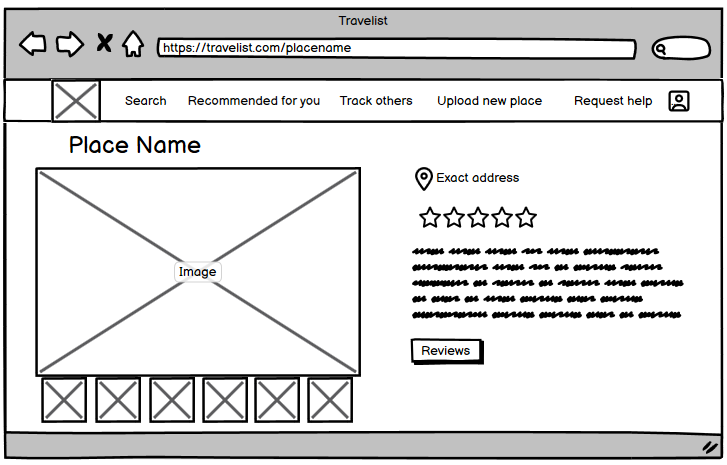 Travelist
https://travelist.com/placename
Search Recommended for you Track others Upload new place Request help
Place Name
Exact address
Image
Reviews